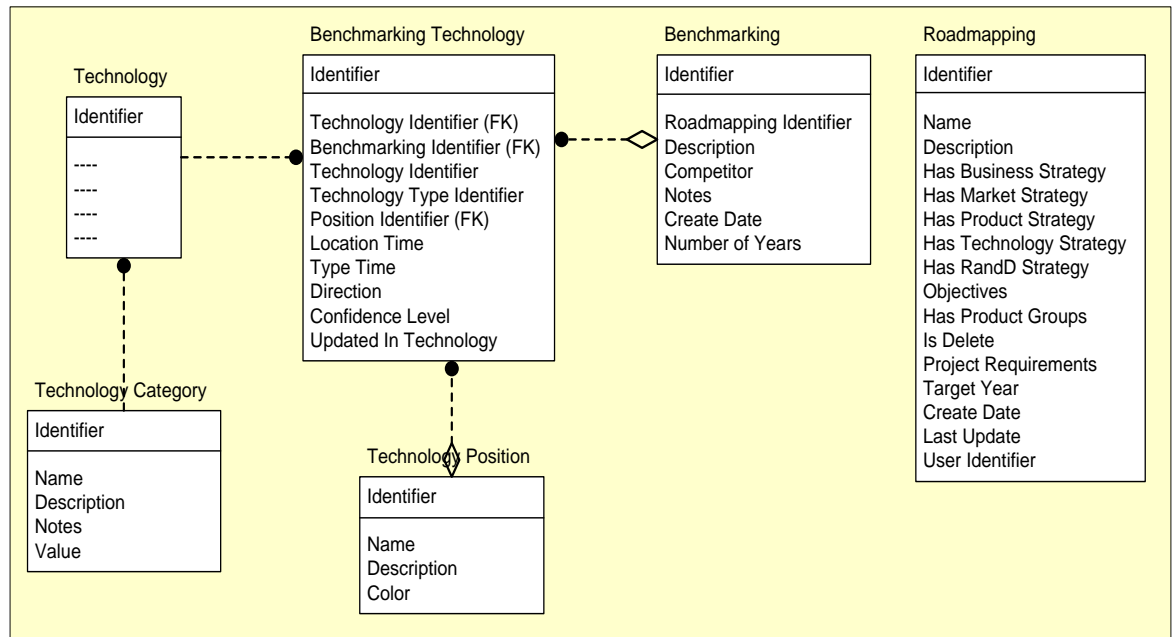 Technology
Identifier
----
----
----
----
Technology Category
Identifier
Name
Description
Notes
Value
Benchmarking Technology
Identifier
Technology Identifier (FK)
Benchmarking Identifier (FK)
Technology Identifier
Technology Type Identifier
Position Identifier (FK)
Location Time
Type Time
Direction
Confidence Level
Updated In Technology
Technology Position
Identifier
Name
Description
Color
Benchmarking
Identifier
Roadmapping Identifier
Description
Competitor
Notes
Create Date
Number of Years
Roadmapping
Identifier
Name
Description
Has Business Strategy
Has Market Strategy
Has Product Strategy
Has Technology Strategy
Has RandD Strategy
Objectives
Has Product Groups
Is Delete
Project Requirements
Target Year
Create Date
Last Update
User Identifier